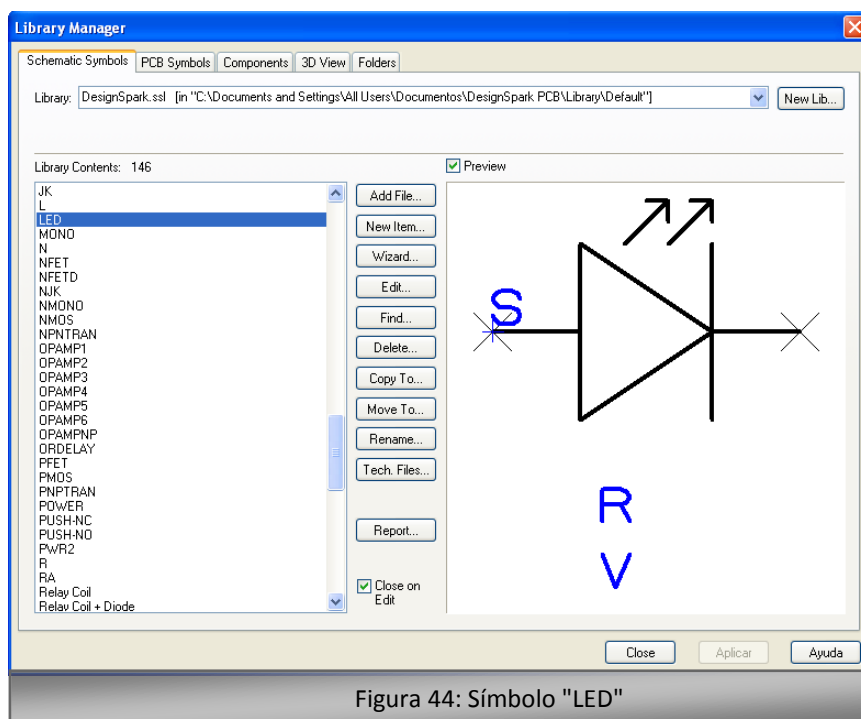 Library Manager
Schematic Symbols PCB Symbols Components 3D View Folders
Library: DesignSpark.ssl [in "C:\Documents and Settings\All Users\Documentos\DesignSpark PCB\Library\Default"] New Lib...
Library Contents: 146
Preview
JK
L
LED
MONO
N
NFET
NFETD
NJK
NMONO
NMOS
NPNTRAN
OPAMP1
OPAMP2
OPAMP3
OPAMP4
OPAMP5
OPAMP6
OPAMPNP
ORDELAY
PFET
PMOS
PNPTRAN
POWER
PUSH-NC
PUSH-NO
PWR2
R
RA
Relay Coil
Relay Coil + Diode
Add File...
New Item...
Wizard...
Edit...
Find...
Delete...
Copy To...
Move To...
Rename...
Tech. Files...
Report...
Close on
Edit
S
R
V
Close Aplicar Ayuda
Figura 44: Símbolo "LED"